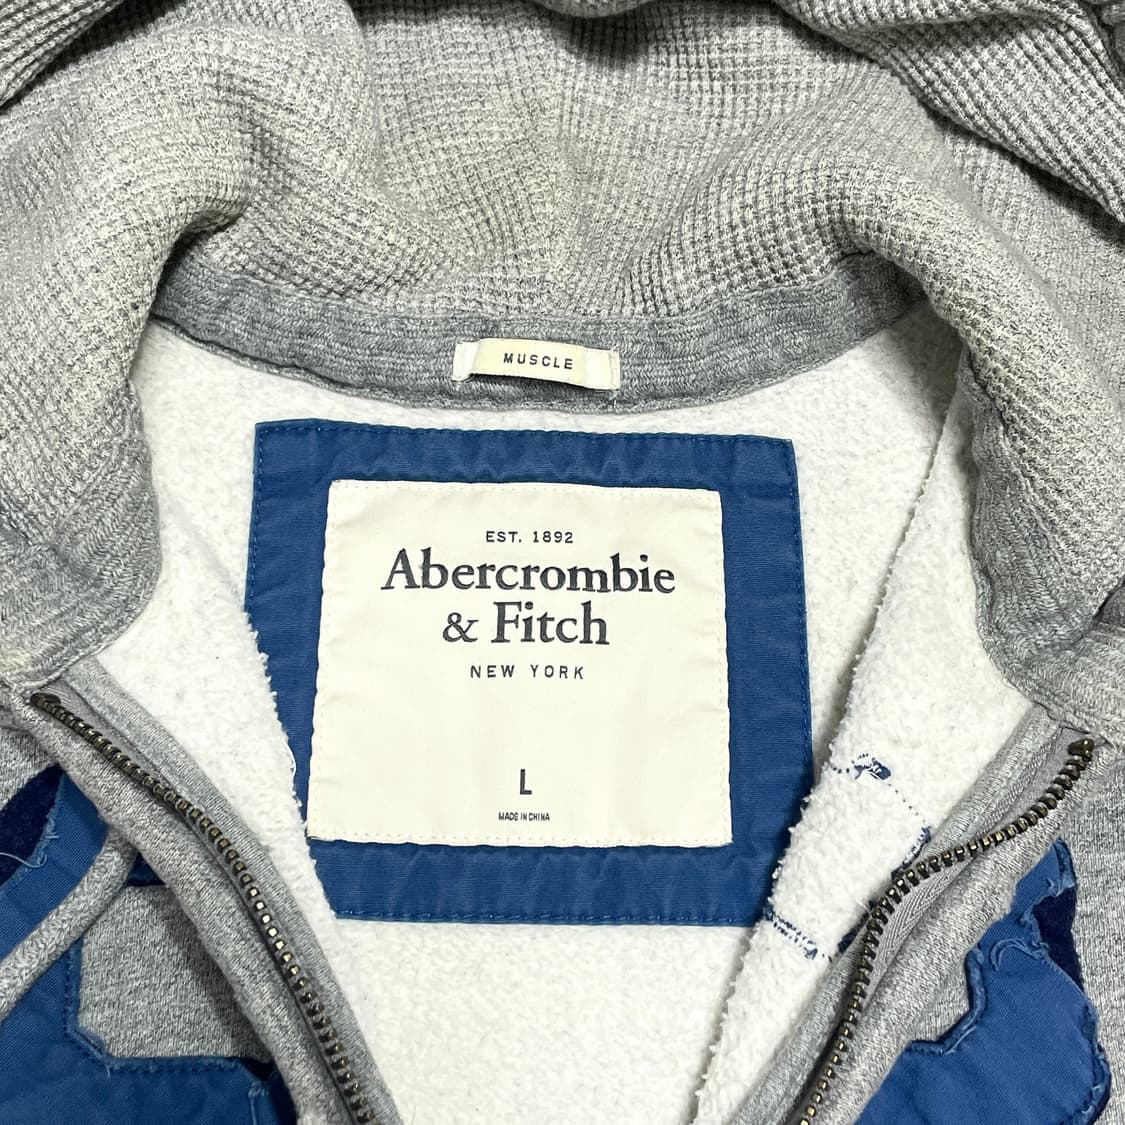 MUSCLE
EST. 1892
Abercrombie
& Fitch
NEW YORK
L
MADE IN CHINA